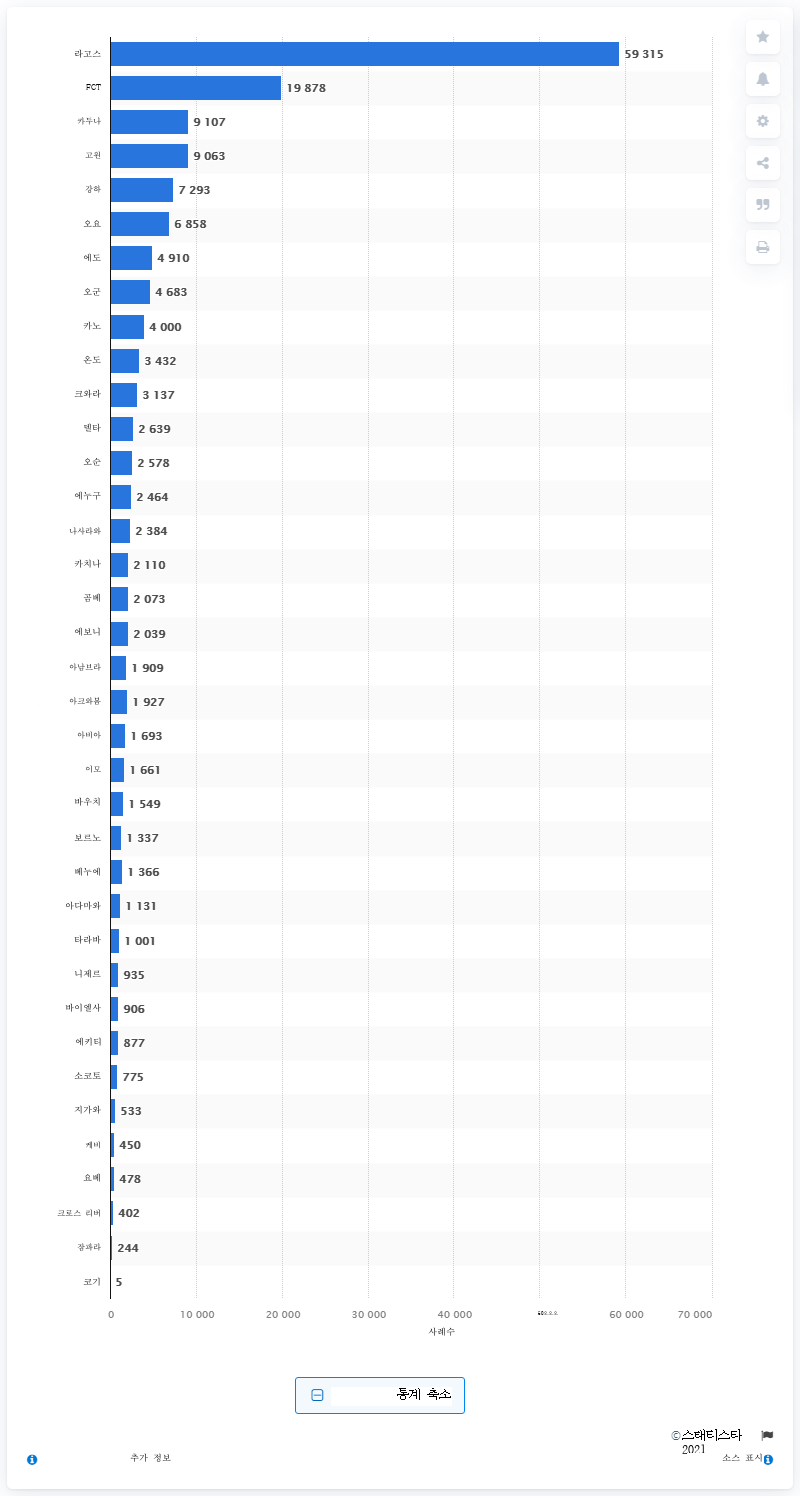 라고스 59 315
FCT 19 878
카두나 9 107
고원 9 063
강하 7 293
오요 6 858
에도 4 910
오군 4 683
카노 4 000
온도 3 432
크와라 3 137
델타 2 639
오순 2 578
에누구 2 464
나사라와 2 384
카치나 2 110
곰베 2 073
에보니 2 039
아남브라 1 909
아크와봄 1 927
아비아 1 693
이모 1 661
바우치 1 549
보르노 1 337
베누에 1 366
아다마와 1 131
타라바 1 001
니제르 935
바이엘사 906
에키티 877
소코토 775
지가와 533
케비 450
요베 478
크로스 리버 402
잠파라 244
코기 5
0 10 000 20 000 30 000 40 000 60 000 70 000
사례수
통계 축소
©스태티스타
2021
추가 정보 소스 표시